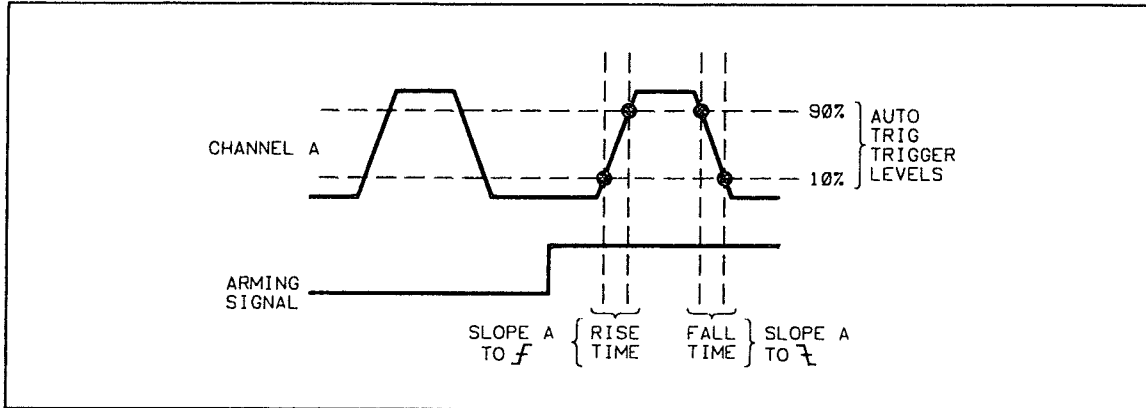 CHANNEL A
90%
10%
AUTO
TRIG
TRIGGER
LEVELS
ARMING
SIGNAL
SLOPE A
TO
RISE
TIME
FALL
TIME
SLOPE A
TO